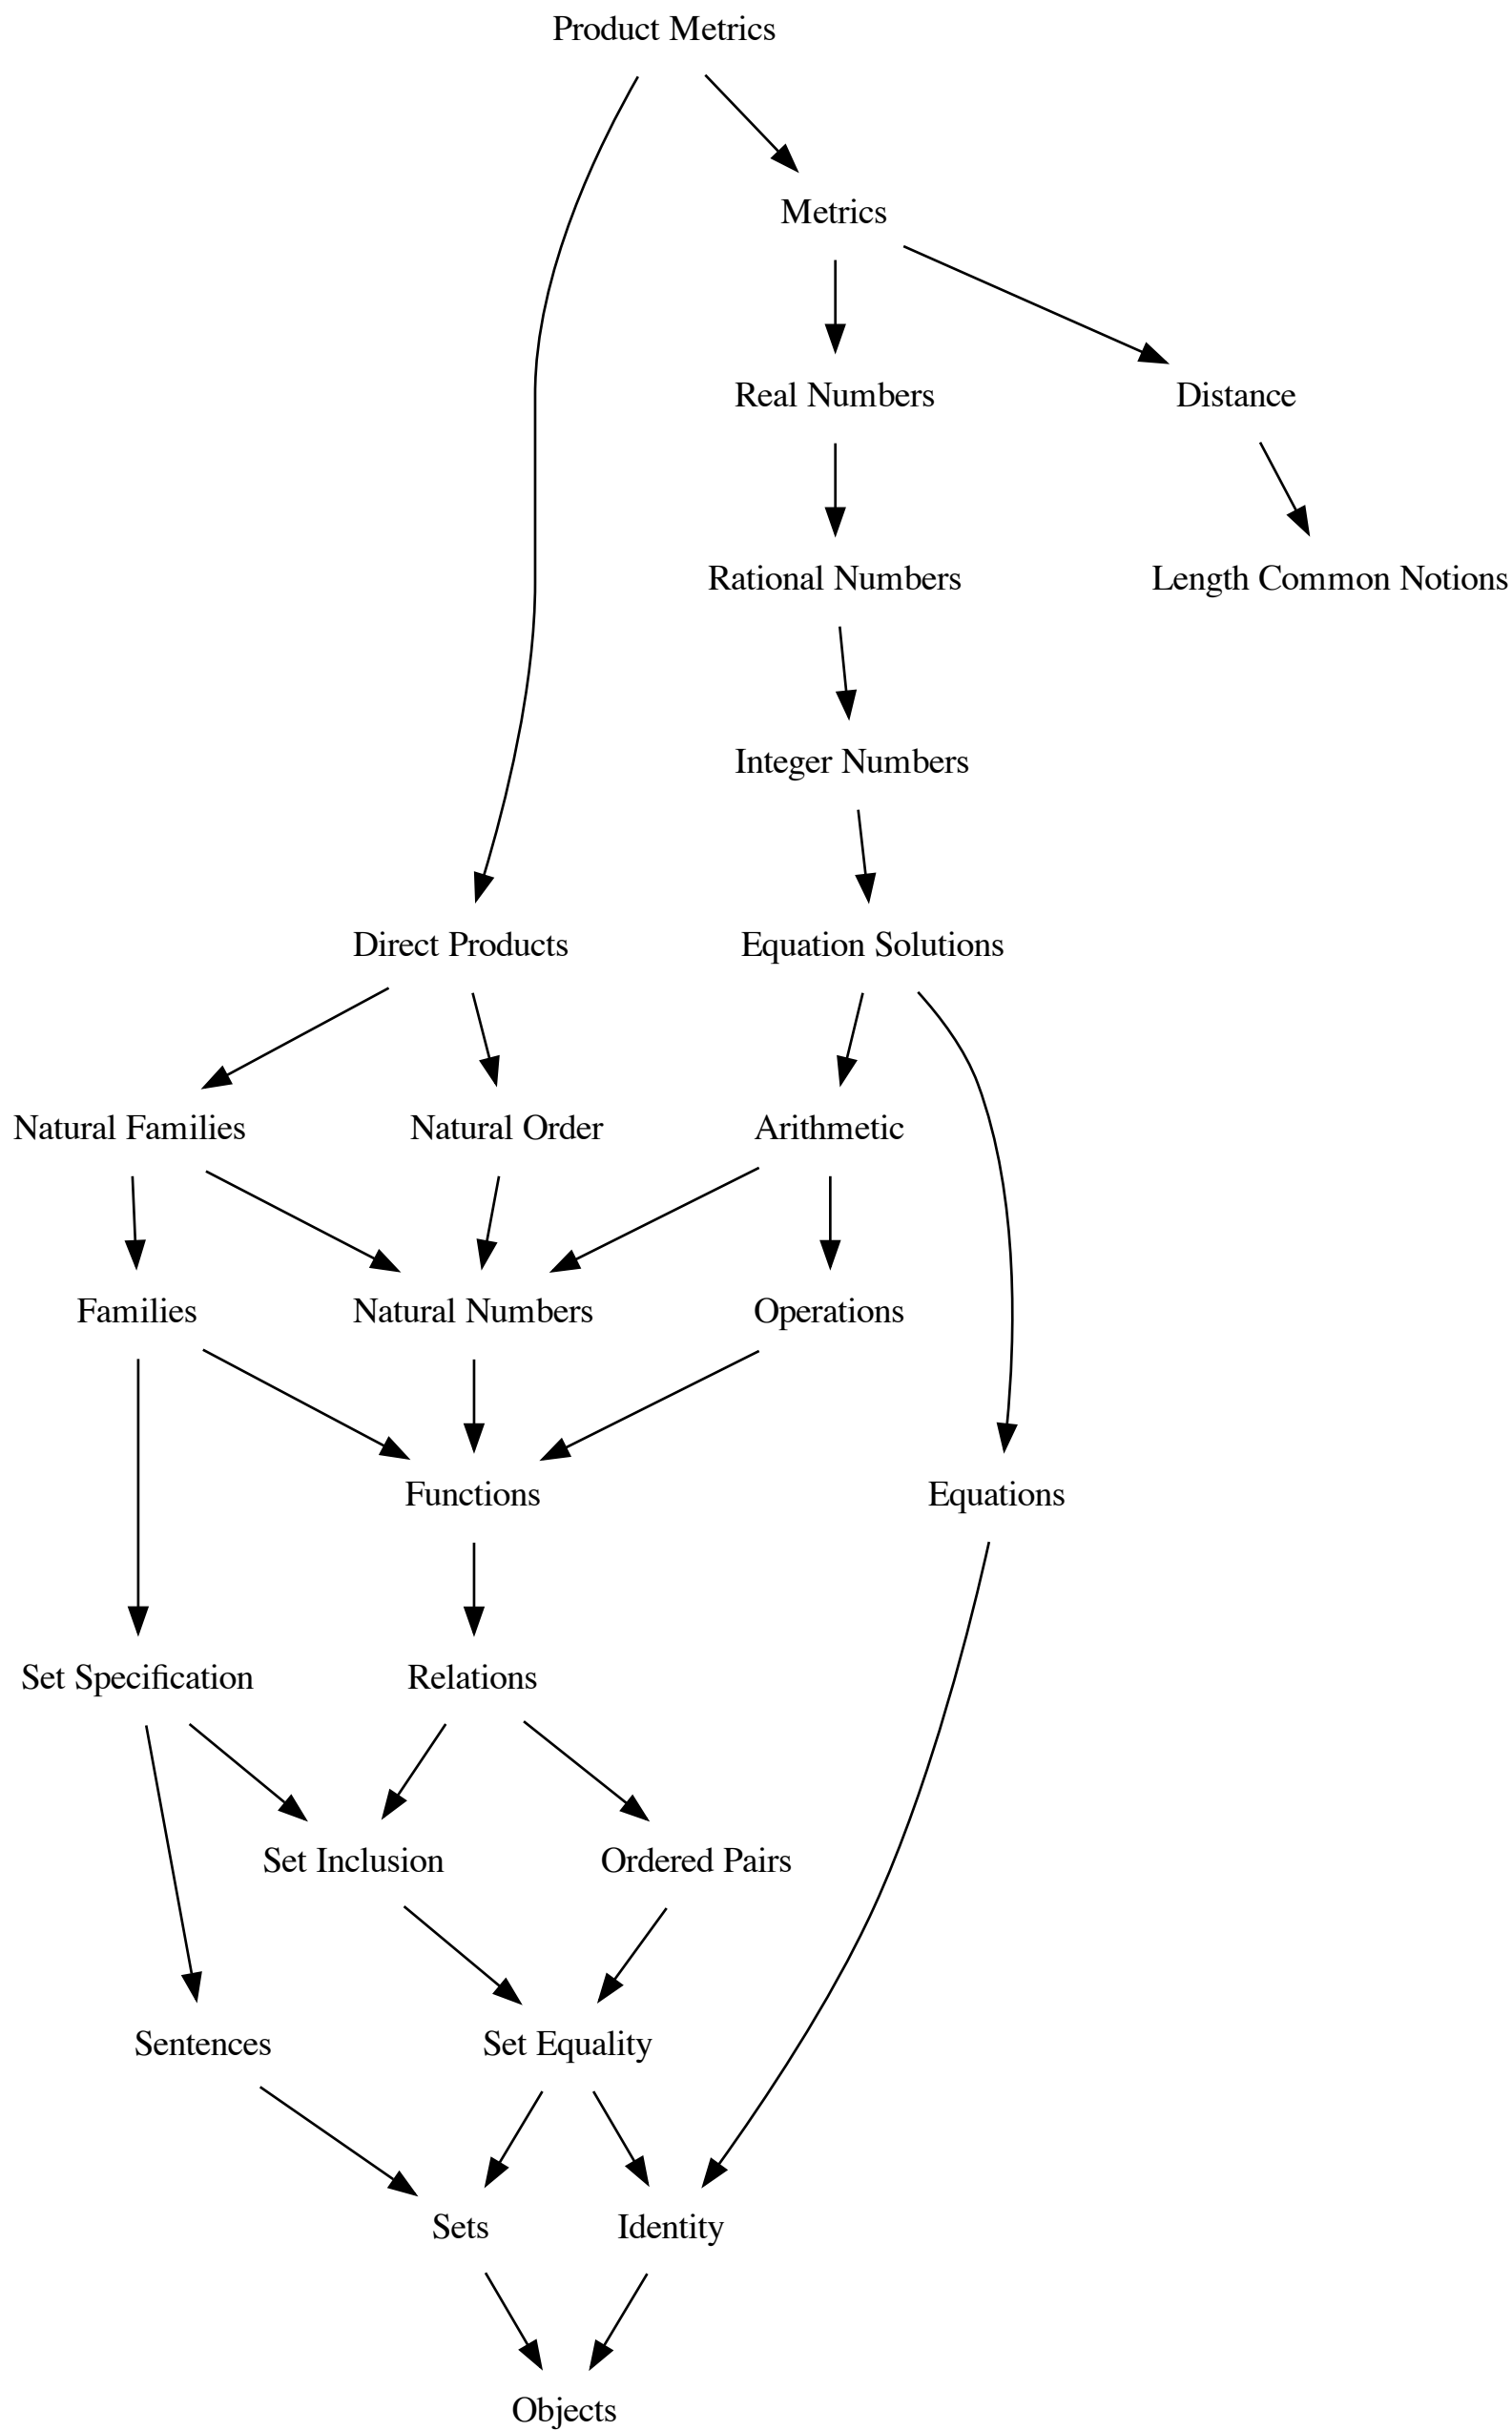 Product Metrics
Metrics
Real Numbers
Distance
Rational Numbers
Length Common Notions
Integer Numbers
Direct Products
Equation Solutions
Natural Families
Natural Order
Arithmetic
Families
Natural Numbers
Operations
Functions
Equations
Set Specification
Relations
Set Inclusion
Ordered Pairs
Sentences
Set Equality
Sets
Identity
Objects